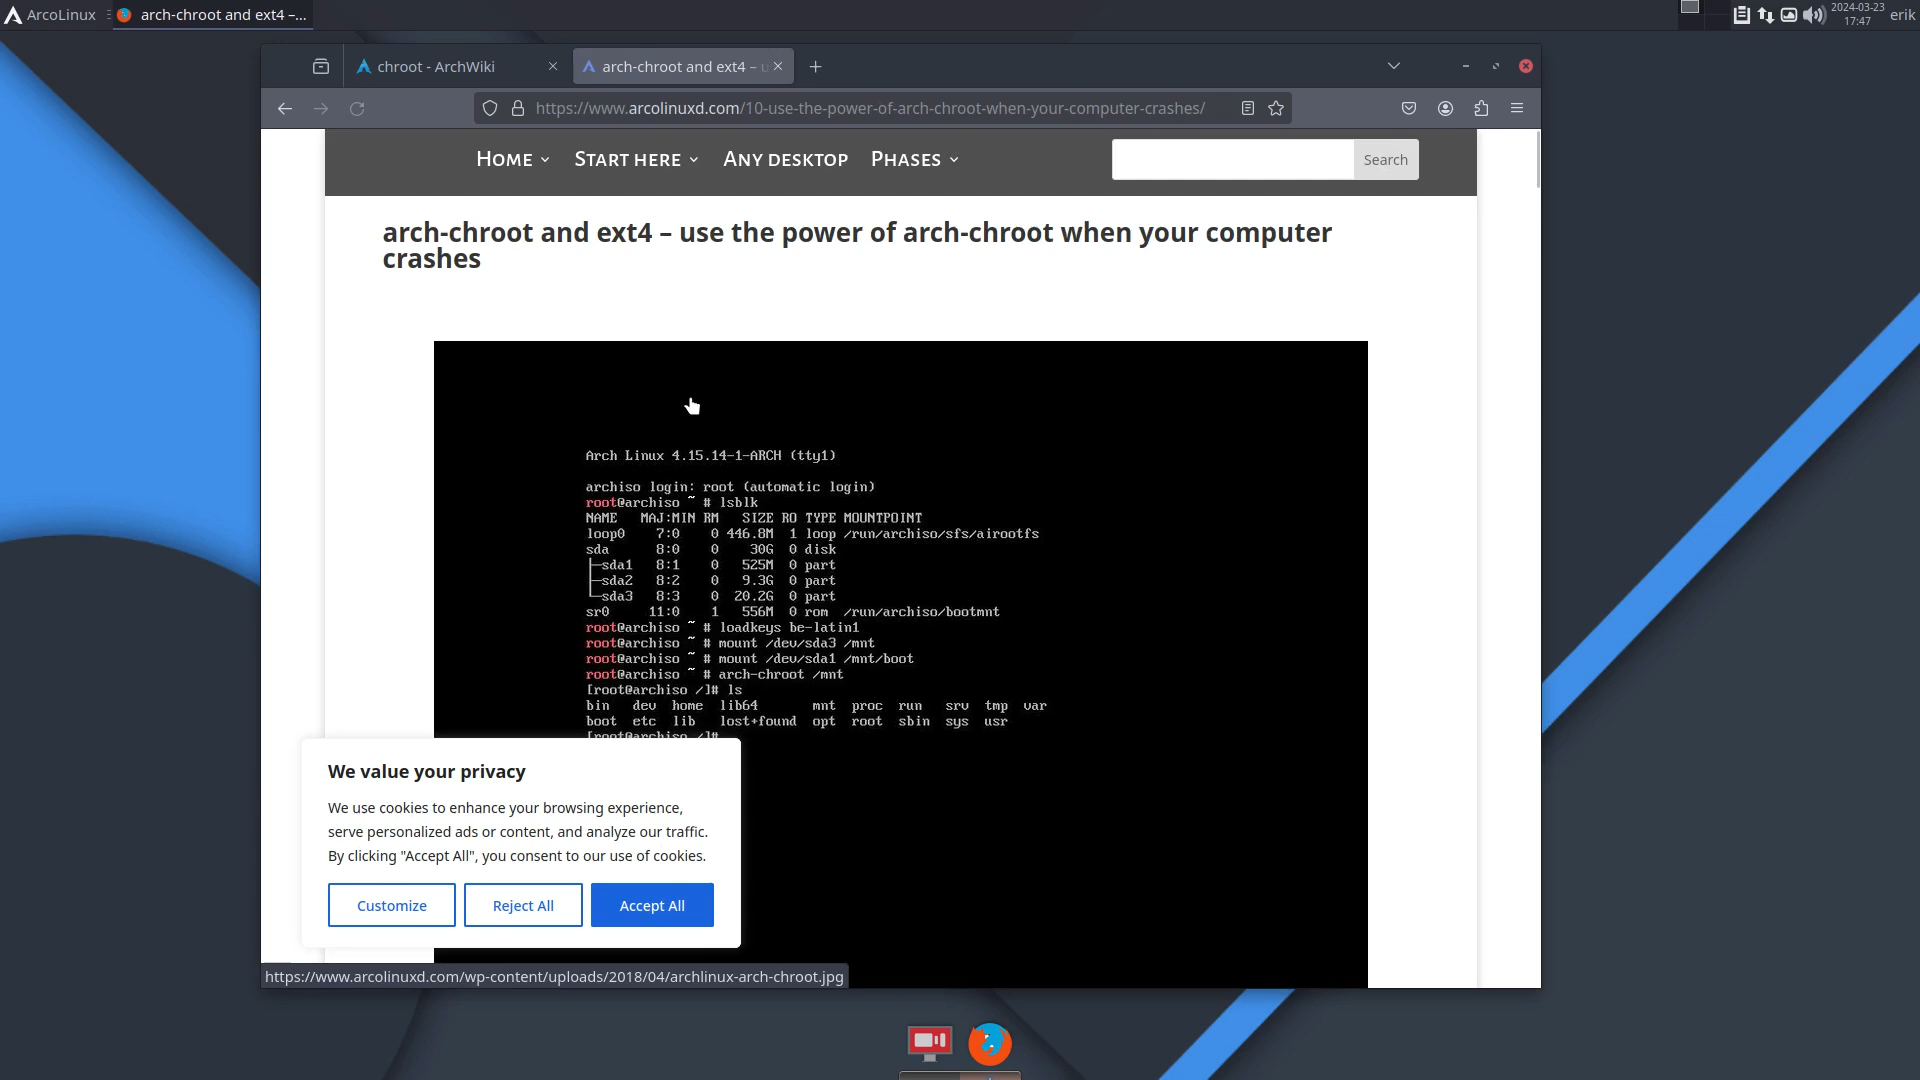 ArcoLinux
arch-chroot and ext4 –...
2024-03-23
17:47
erik
chroot - ArchWiki
arch-chroot and ext4 – u
https://www.arcolinuxd.com/10-use-the-power-of-arch-chroot-when-your-computer-crashes/
HOME
START HERE
ANY DESKTOP
PHASES
Search
arch-chroot and ext4 – use the power of arch-chroot when your computer
crashes
Arch Linux 4.15.14-1-ARCH (tty1)
archiso login: root (automatic login)
root@archiso ~ # lsblk
NAME MAJ:MIN RM SIZE RO TYPE MOUNTPOINT
loop0 7:0 0 446.8M 1 loop /run/archiso/sfs/airootfs
sda 8:0 0 30G 0 disk
├─sda1 8:1 0 525M 0 part
├─sda2 8:2 0 9.3G 0 part
└─sda3 8:3 0 20.2G 0 part
sr0 11:0 1 556M 0 rom /run/archiso/bootmnt
root@archiso ~ # loadkeys be-latin1
root@archiso ~ # mount /dev/sda3 /mnt
root@archiso ~ # mount /dev/sda1 /mnt/boot
root@archiso ~ # arch-chroot /mnt
[root@archiso /]# ls
bin dev home lib64 mnt proc run srv tmp var
boot etc lib lost+found opt root sbin sys usr
[root@archiso /]#
We value your privacy
We use cookies to enhance your browsing experience,
serve personalized ads or content, and analyze our traffic.
By clicking "Accept All", you consent to our use of cookies.
Customize
Reject All
Accept All
https://www.arcolinuxd.com/wp-content/uploads/2018/04/archlinux-arch-chroot.jpg